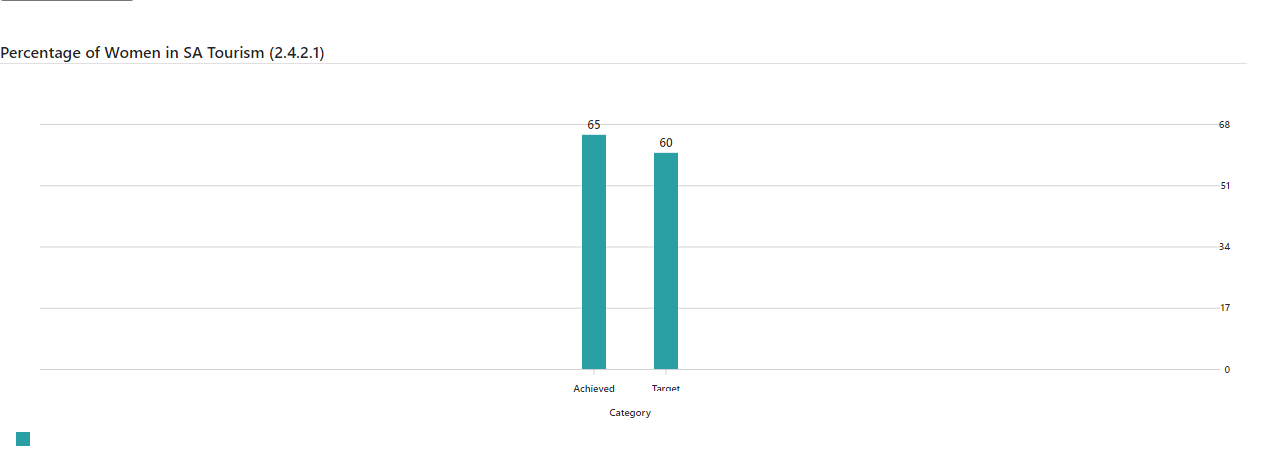 Percentage of Women in SA Tourism (2.4.2.1)
65
60
68
51
34
17
0
Achieved
Target
Category